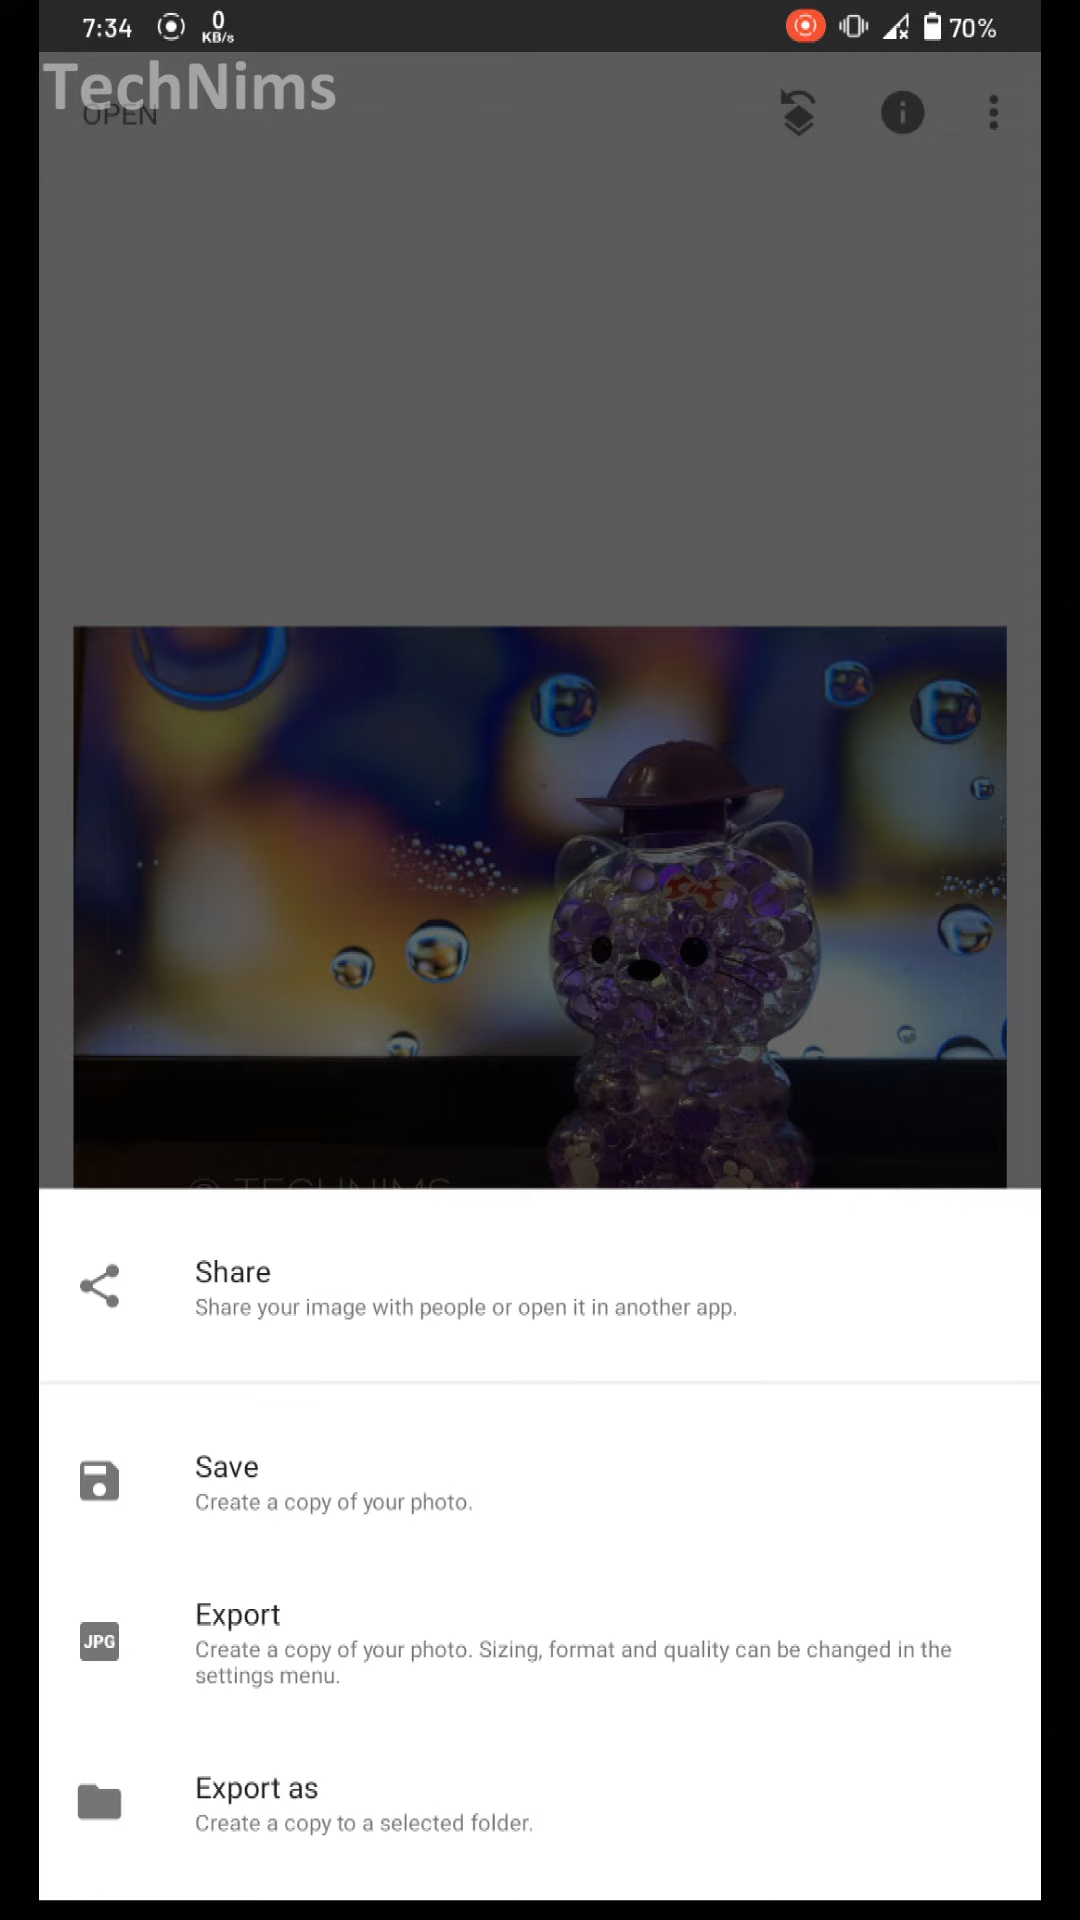 7:34
0
KB/s
70%
TechNims
OPEN
© TECHNIMS
Share
Share your image with people or open it in another app.
Save
Create a copy of your photo.
JPG
Export
Create a copy of your photo. Sizing, format and quality can be changed in the
settings menu.
Export as
Create a copy to a selected folder.